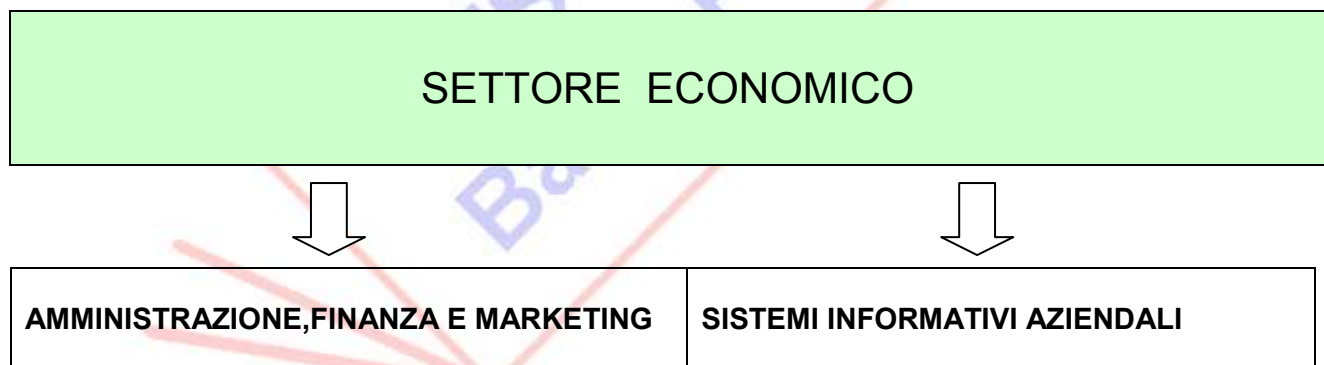 SETTORE ECONOMICO
AMMINISTRAZIONE,FINANZA E MARKETING
SISTEMI INFORMATIVI AZIENDALI